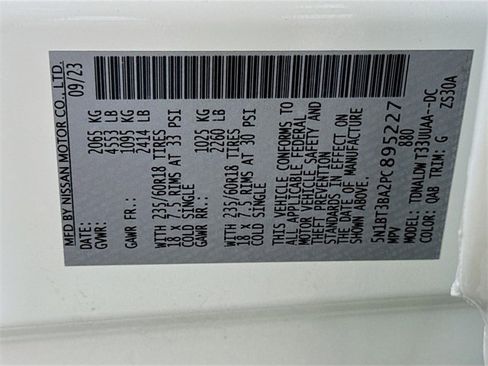 MFD BY NISSAN MOTOR CO., LTD.
DATE: 09/23
GVWR: 2065 KG
4553 LB
GAWR FR.: 1095 KG
2414 LB
WITH 235/60R18 TIRES
18 X 7.5 RIMS AT 33 PSI
COLD SINGLE
GAWR RR.: 1025 KG
2260 LB
WITH 235/60R18 TIRES
18 X 7.5 RIMS AT 30 PSI
COLD SINGLE
THIS VEHICLE CONFORMS TO
ALL APPLICABLE FEDERAL
MOTOR VEHICLE SAFETY AND
THEFT PREVENTION
STANDARDS IN EFFECT ON
THE DATE OF MANUFACTURE
SHOWN ABOVE.
5N1BT3BA2PC895227
MPV 880
MODEL: TDNALDWT33UUAA--DC
COLOR: QAB TRIM: G ZS30A